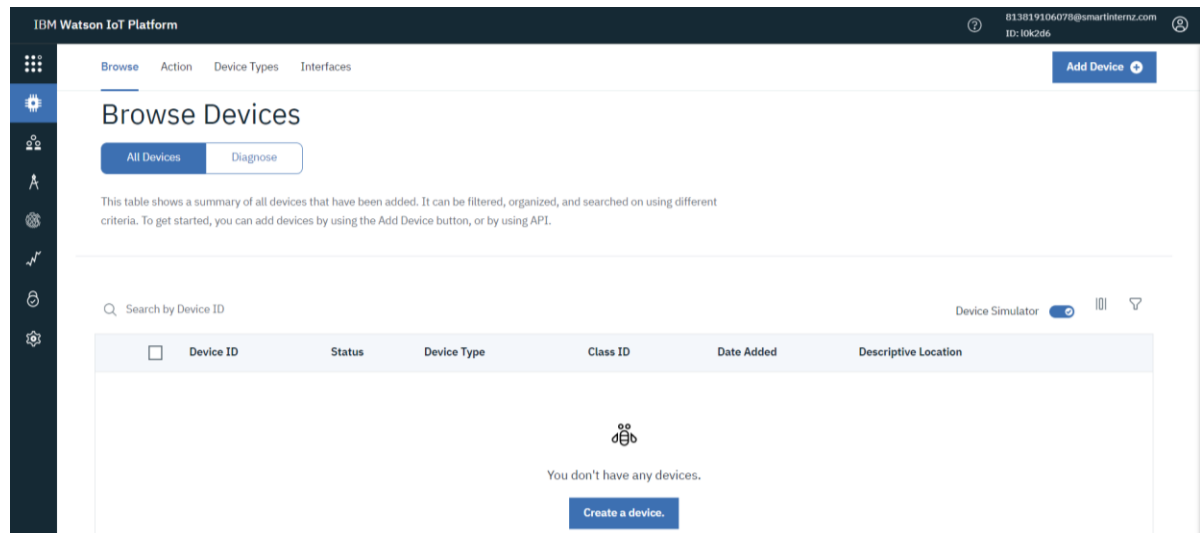 IBM Watson IoT Platform
813819106078@smartinternz.com
ID: l0k2d6
Browse Action Device Types Interfaces
Add Device
Browse Devices
All Devices Diagnose
This table shows a summary of all devices that have been added. It can be filtered, organized, and searched on using different
criteria. To get started, you can add devices by using the Add Device button, or by using API.
Search by Device ID
Device Simulator
Device ID Status Device Type Class ID Date Added Descriptive Location
You don't have any devices.
Create a device.